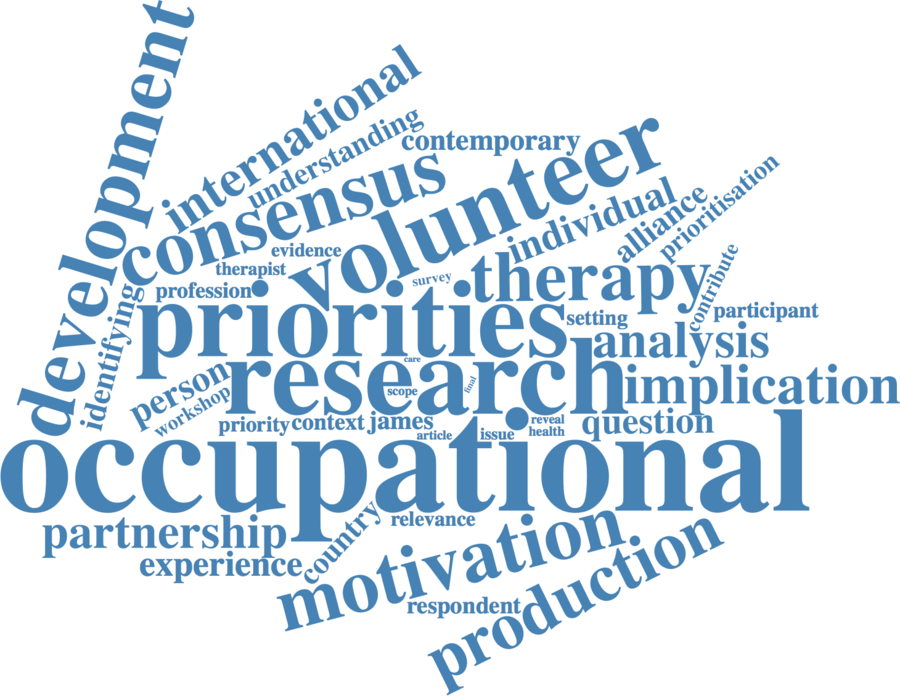 development
international
understanding
contemporary
consensus
volunteer
individual
alliance
prioritisation
evidence
therapist
profession
survey
therapy
contribute
identifying
priorities
setting
participant
analysis
care
person
research
scope
final
implication
workshop
priority
context
james
article
issue
reveal
health
question
occupational
partnership
country
relevance
motivation
experience
respondent
production